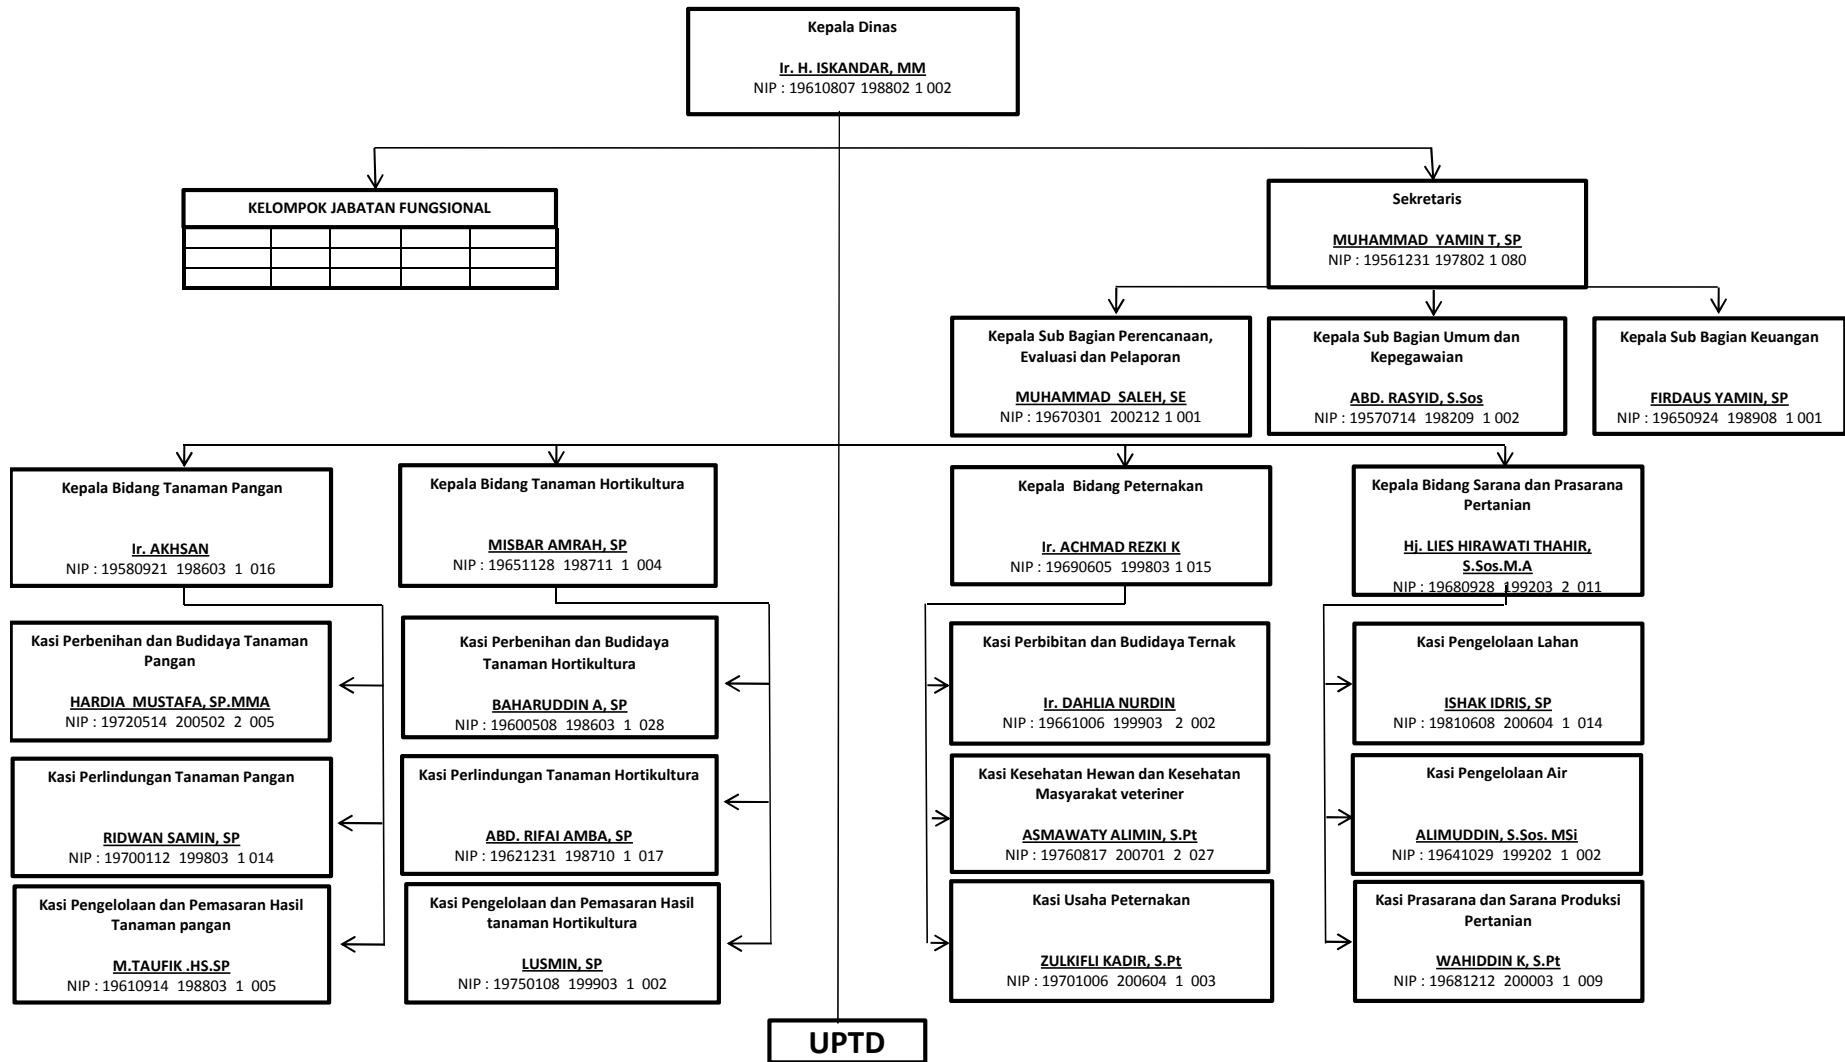 Kepala Dinas
Ir. H. ISKANDAR, MM
NIP : 19610807 198802 1 002
KELOMPOK JABATAN FUNGSIONAL
Sekretaris
MUHAMMAD YAMIN T, SP
NIP : 19561231 197802 1 080
Kepala Sub Bagian Perencanaan,
Evaluasi dan Pelaporan
MUHAMMAD SALEH, SE
NIP : 19670301 200212 1 001
Kepala Sub Bagian Umum dan
Kepegawaian
ABD. RASYID, S.Sos
NIP : 19570714 198209 1 002
Kepala Sub Bagian Keuangan
FIRDAUS YAMIN, SP
NIP : 19650924 198908 1 001
Kepala Bidang Tanaman Pangan
Ir. AKHSAN
NIP : 19580921 198603 1 016
Kepala Bidang Tanaman Hortikultura
MISBAR AMRAH, SP
NIP : 19651128 198711 1 004
Kepala Bidang Peternakan
Ir. ACHMAD REZKI K
NIP : 19690605 199803 1 015
Kepala Bidang Sarana dan Prasarana
Pertanian
Hj. LIES HIRAWATI THAHIR,
S.Sos.M.A
NIP : 19680928 199203 2 011
Kasi Perbenihan dan Budidaya Tanaman
Pangan
HARDIA MUSTAFA, SP.MMA
NIP : 19720514 200502 2 005
Kasi Perbenihan dan Budidaya
Tanaman Hortikultura
BAHARUDDIN A, SP
NIP : 19600508 198603 1 028
Kasi Perbibitan dan Budidaya Ternak
Ir. DAHLIA NURDIN
NIP : 19661006 199903 2 002
Kasi Pengelolaan Lahan
ISHAK IDRIS, SP
NIP : 19810608 200604 1 014
Kasi Perlindungan Tanaman Pangan
RIDWAN SAMIN, SP
NIP : 19700112 199803 1 014
Kasi Perlindungan Tanaman Hortikultura
ABD. RIFAI AMBA, SP
NIP : 19621231 198710 1 017
Kasi Kesehatan Hewan dan Kesehatan
Masyarakat veteriner
ASMAWATY ALIMIN, S.Pt
NIP : 19760817 200701 2 027
Kasi Pengelolaan Air
ALIMUDDIN, S.Sos. MSi
NIP : 19641029 199202 1 002
Kasi Pengelolaan dan Pemasaran Hasil
Tanaman pangan
M.TAUFIK .HS.SP
NIP : 19610914 198803 1 005
Kasi Pengelolaan dan Pemasaran Hasil
tanaman Hortikultura
LUSMIN, SP
NIP : 19750108 199903 1 002
Kasi Usaha Peternakan
ZULKIFLI KADIR, S.Pt
NIP : 19701006 200604 1 003
Kasi Prasarana dan Sarana Produksi
Pertanian
WAHIDDIN K, S.Pt
NIP : 19681212 200003 1 009
UPTD